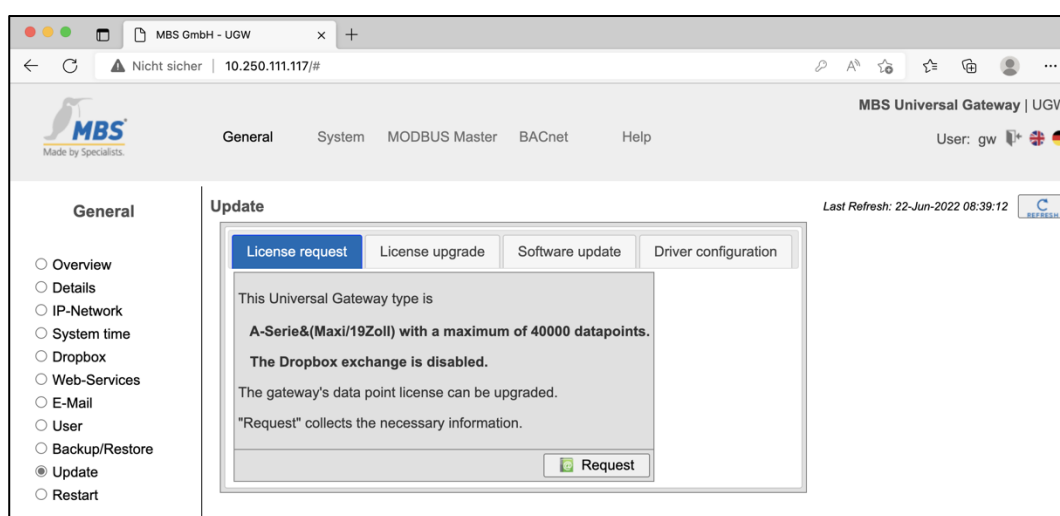 MBS GmbH - UGW
Nicht sicher | 10.250.111.117/#
MBS Universal Gateway | UGW
MBS
Made by Specialists.
General System MODBUS Master BACnet Help
User: gw
General
Update
Last Refresh: 22-Jun-2022 08:39:12
REFRESH
License request License upgrade Software update Driver configuration
Overview
Details
IP-Network
System time
Dropbox
Web-Services
E-Mail
User
Backup/Restore
Update
Restart
This Universal Gateway type is
A-Serie&(Maxi/19Zoll) with a maximum of 40000 datapoints.
The Dropbox exchange is disabled.
The gateway's data point license can be upgraded.
"Request" collects the necessary information.
Request